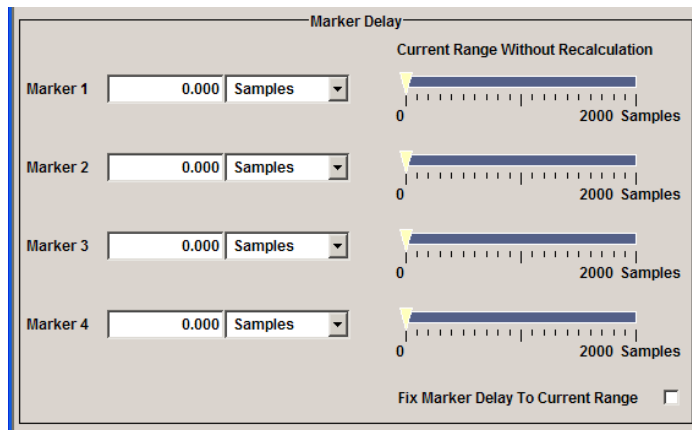 Marker Delay
Current Range Without Recalculation
Marker 1 0.000 Samples
0 2000 Samples
Marker 2 0.000 Samples
0 2000 Samples
Marker 3 0.000 Samples
0 2000 Samples
Marker 4 0.000 Samples
0 2000 Samples
Fix Marker Delay To Current Range